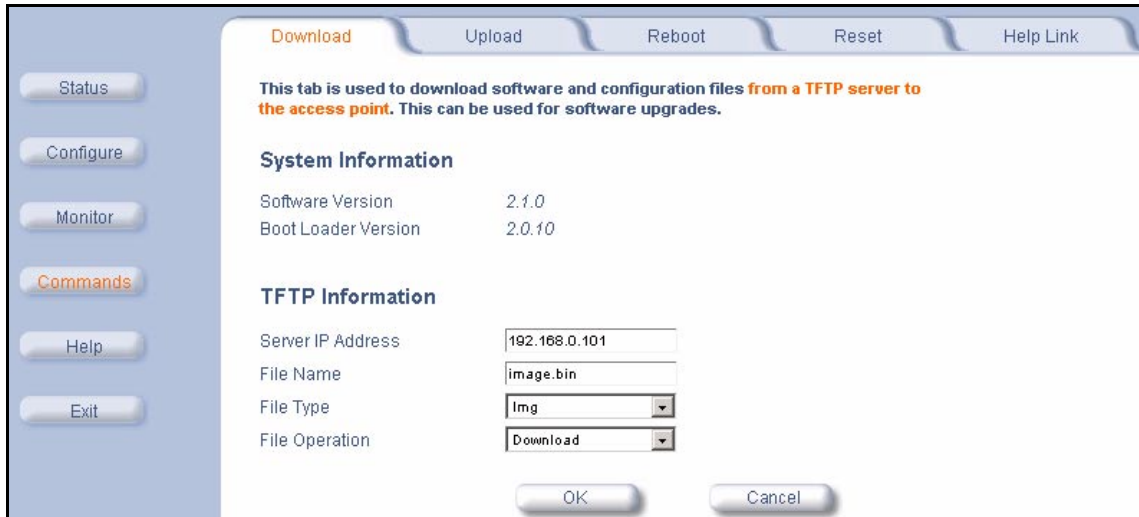 Download Upload Reboot Reset Help Link
Status
Configure
Monitor
Commands
Help
Exit
This tab is used to download software and configuration files from a TFTP server to
the access point. This can be used for software upgrades.
System Information
Software Version 2.1.0
Boot Loader Version 2.0.10
TFTP Information
Server IP Address 192.168.0.101
File Name image.bin
File Type Img
File Operation Download
OK Cancel